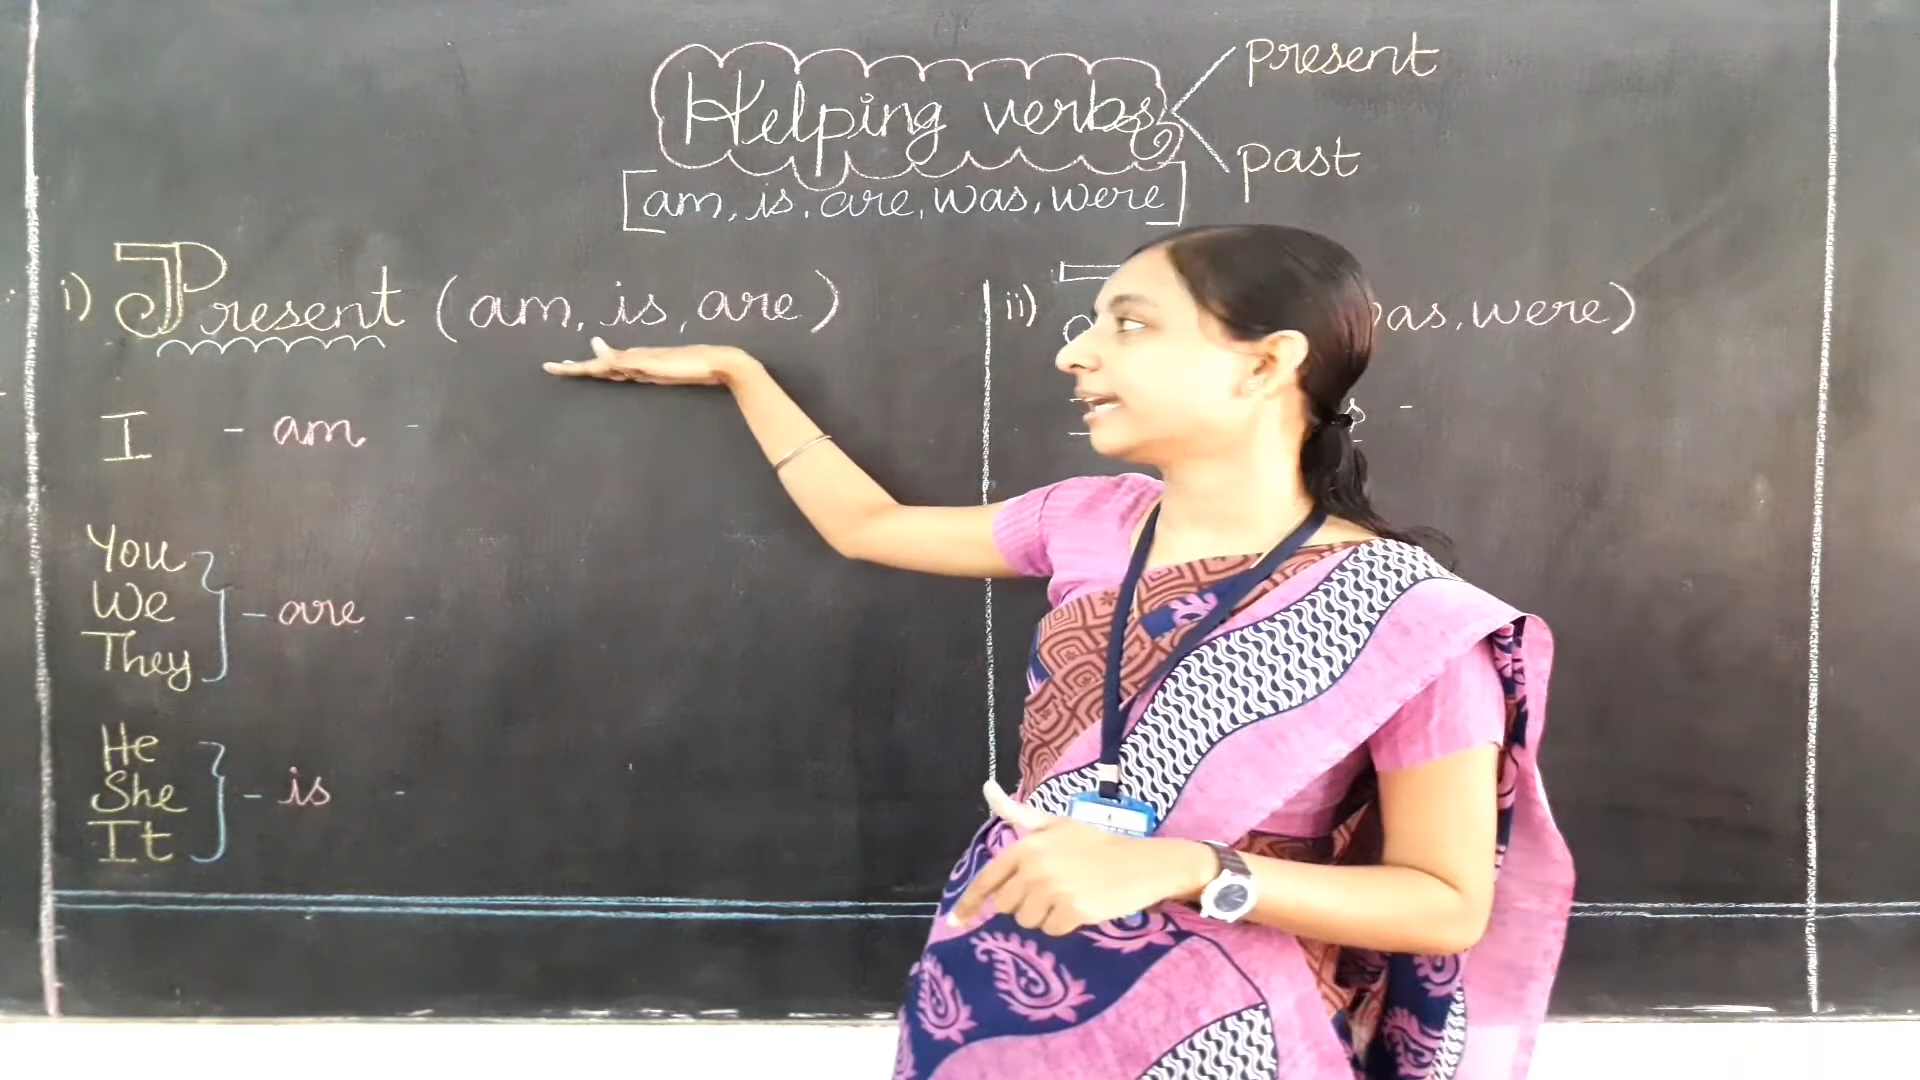 Helping verbs
present
past
[am, is, are, was, were]
i) Present (am, is, are)
I - am -
You
We
They
- are -
He
She
It
- is -
ii)
were)